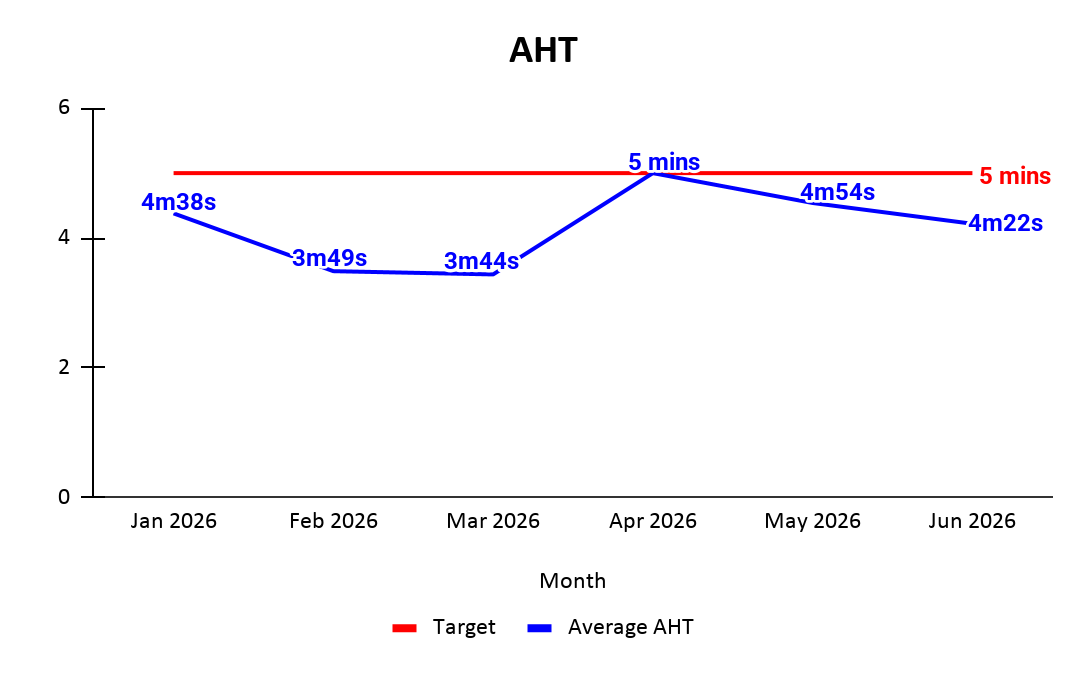 AHT
6
5 mins
5 mins
4m38s
4m54s
4m22s
4
3m49s
3m44s
2
0
Jan 2026
Feb 2026
Mar 2026
Apr 2026
May 2026
Jun 2026
Month
Target
Average AHT